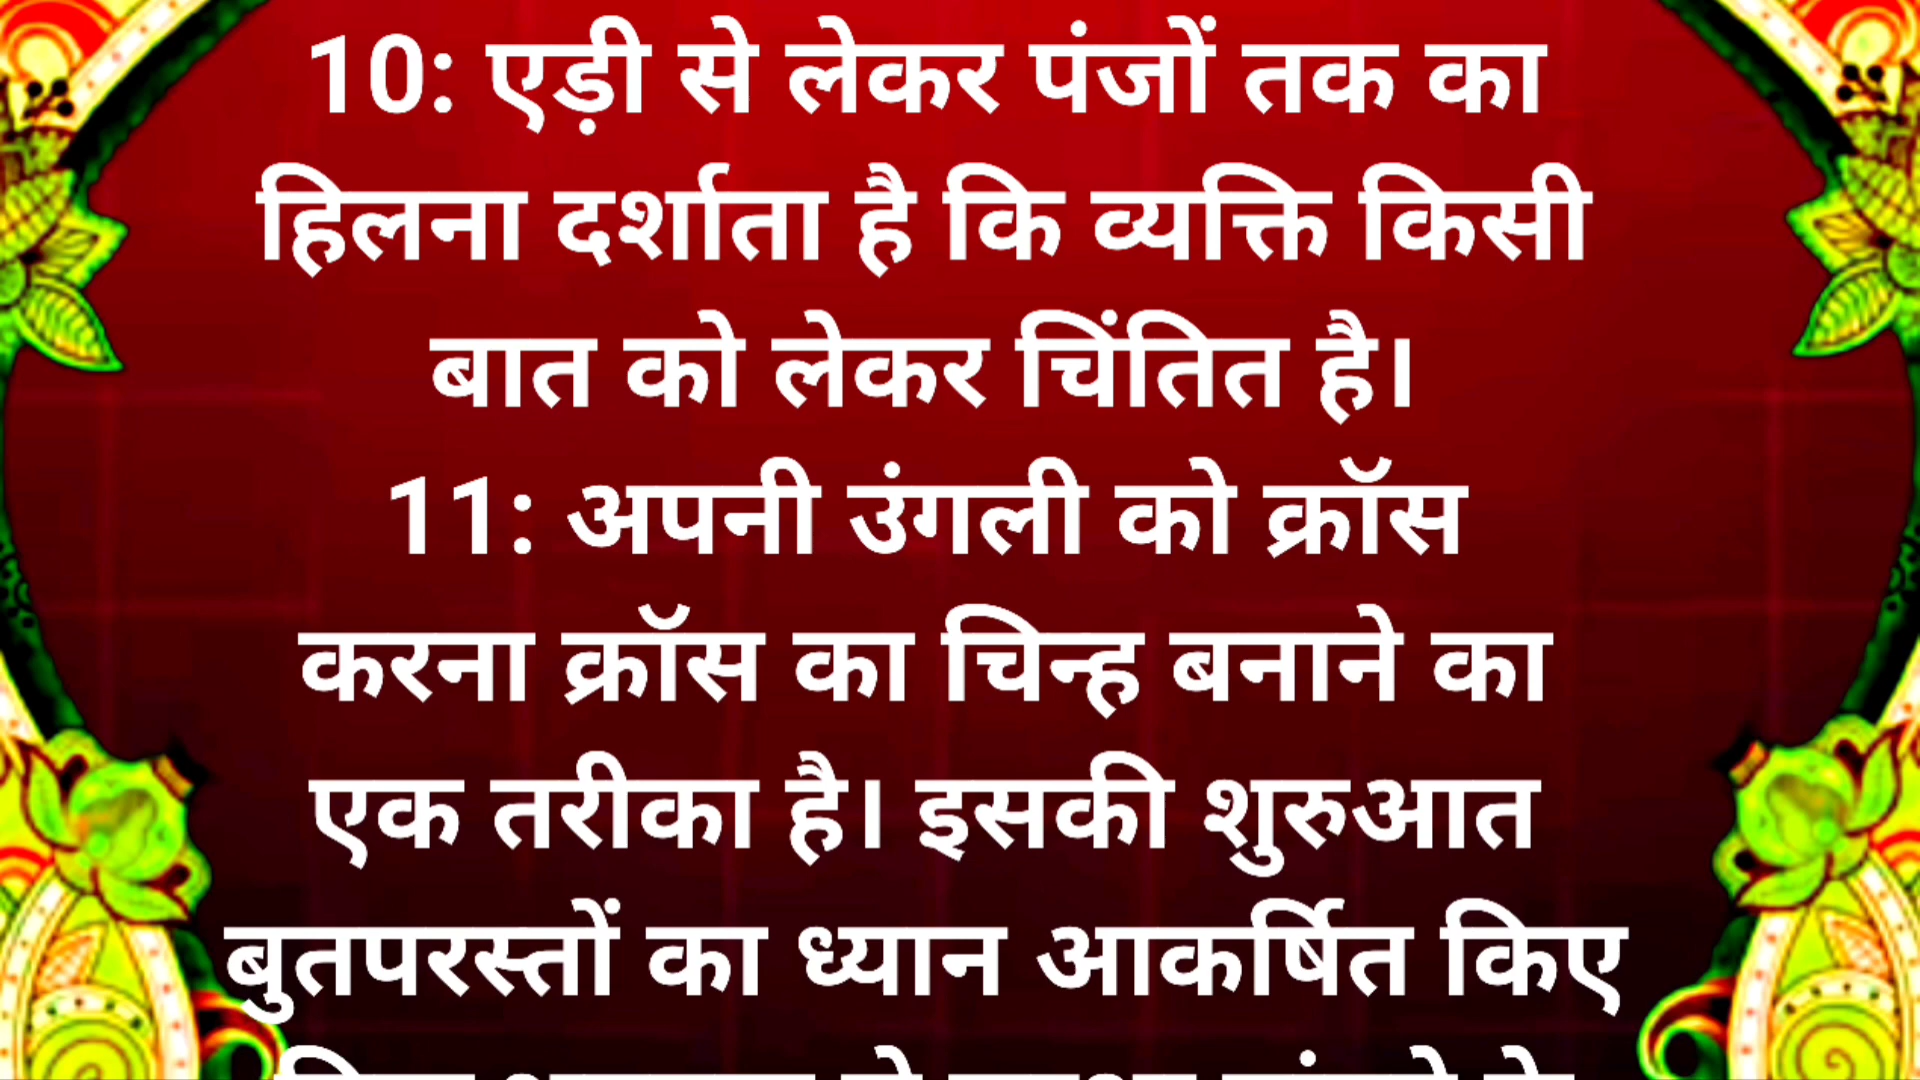 10: एड़ी से लेकर पंजों तक का
हिलना दर्शाता है कि व्यक्ति किसी
बात को लेकर चिंतित है।
11: अपनी उंगली को क्रॉस
करना क्रॉस का चिन्ह बनाने का
एक तरीका है। इसकी शुरुआत
बुतपरस्तों का ध्यान आकर्षित किए